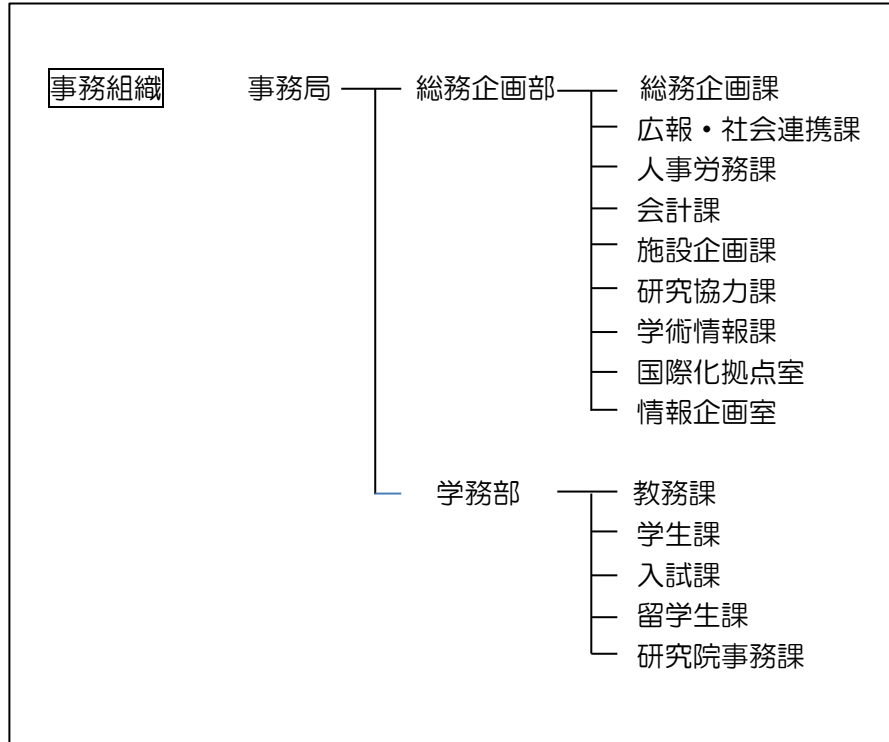 事務組織 事務局 総務企画部 総務企画課
広報・社会連携課
人事労務課
会計課
施設企画課
研究協力課
学術情報課
国際化拠点室
情報企画室
学務部 教務課
学生課
入試課
留学生課
研究院事務課